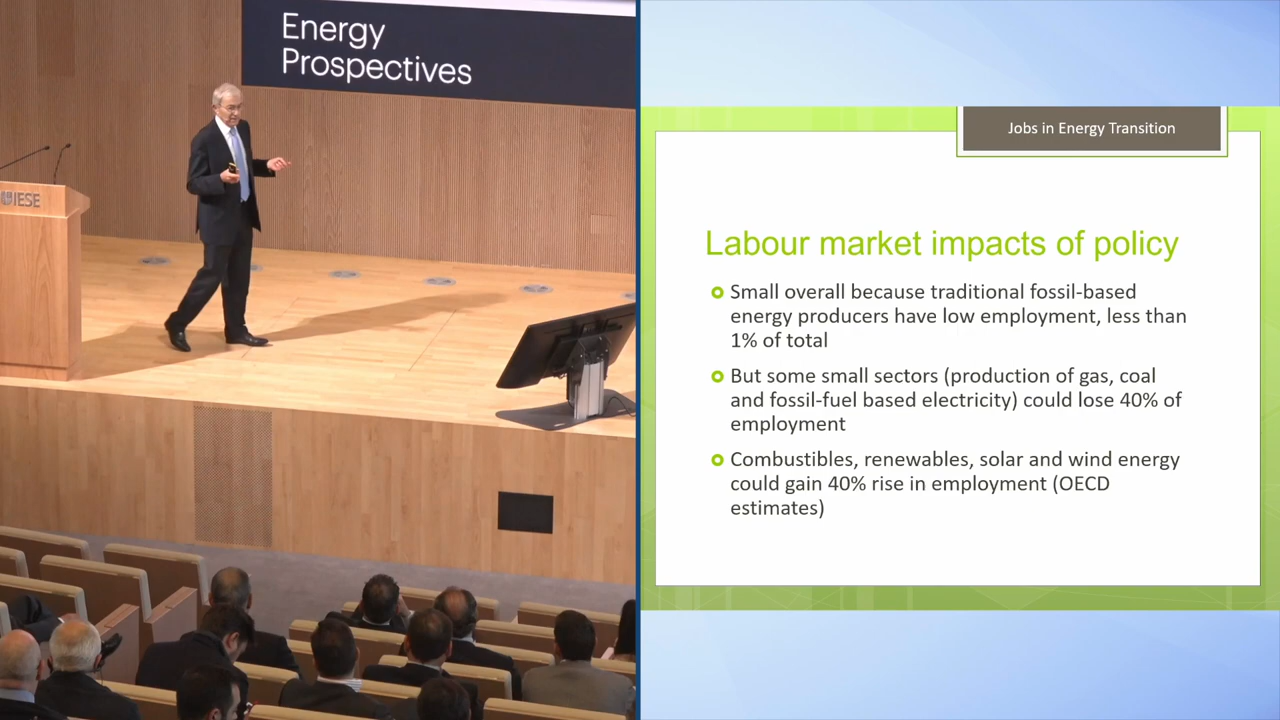 Energy
Prospectives
IESE
Jobs in Energy Transition
Labour market impacts of policy
Small overall because traditional fossil-based
energy producers have low employment, less than
1% of total
But some small sectors (production of gas, coal
and fossil-fuel based electricity) could lose 40% of
employment
Combustibles, renewables, solar and wind energy
could gain 40% rise in employment (OECD
estimates)